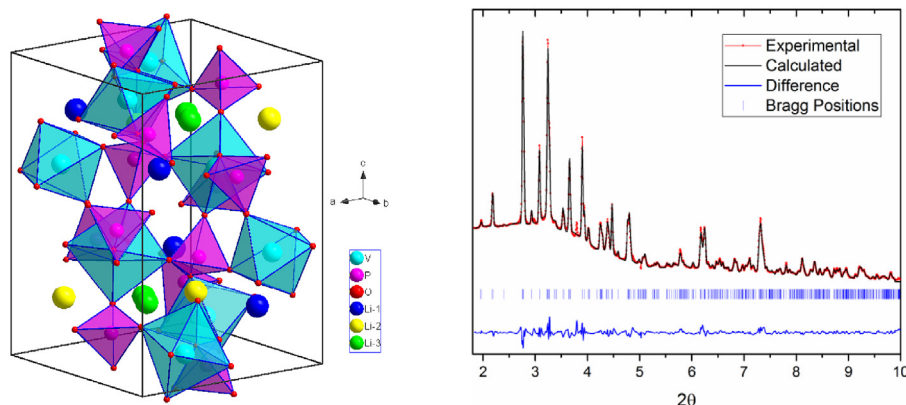 c
a
b
V
P
O
Li-1
Li-2
Li-3
Experimental
Calculated
Difference
Bragg Positions
2 3 4 5 6 7 8 9 10
2θ